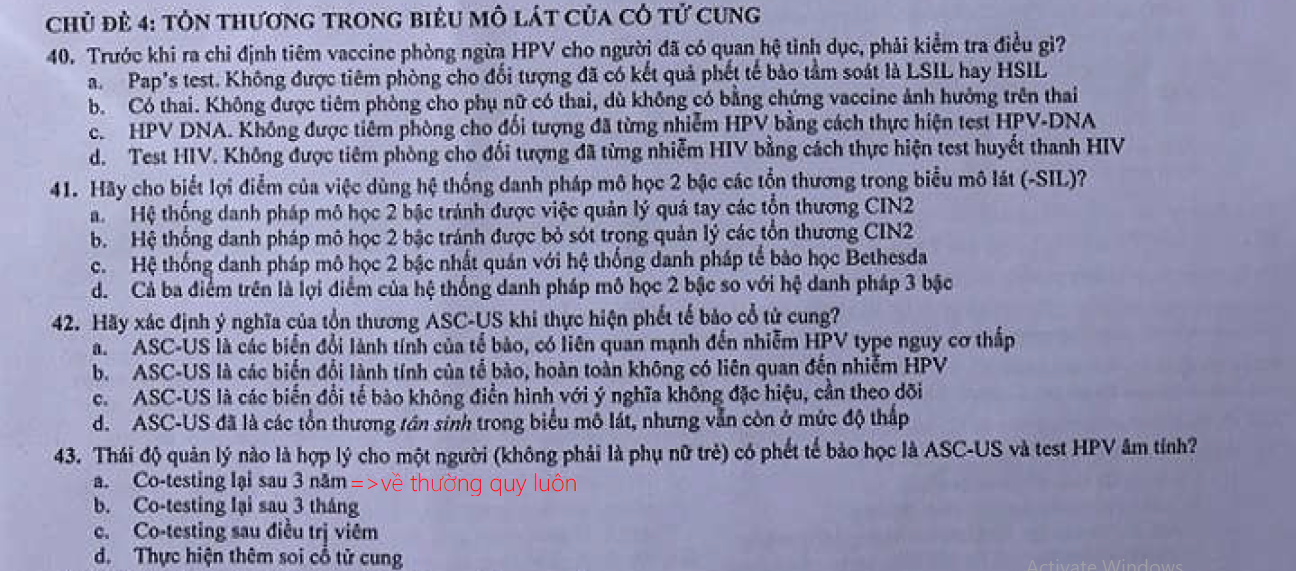 CHỦ ĐỀ 4: TỔN THƯƠNG TRONG BIỂU MÔ LÁT CỦA CỔ TỬ CUNG
40. Trước khi ra chỉ định tiêm vaccine phòng ngừa HPV cho người đã có quan hệ tình dục, phải kiểm tra điều gì?
a. Pap's test. Không được tiêm phòng cho đối tượng đã có kết quả phết tế bào tầm soát là LSIL hay HSIL
b. Có thai. Không được tiêm phòng cho phụ nữ có thai, dù không có bằng chứng vaccine ảnh hưởng trên thai
c. HPV DNA. Không được tiêm phòng cho đối tượng đã từng nhiễm HPV bằng cách thực hiện test HPV-DNA
d. Test HIV. Không được tiêm phòng cho đối tượng đã từng nhiễm HIV bằng cách thực hiện test huyết thanh HIV
41. Hãy cho biết lợi điểm của việc dùng hệ thống danh pháp mô học 2 bậc các tổn thương trong biểu mô lát (-SIL)?
a. Hệ thống danh pháp mô học 2 bậc tránh được việc quản lý quá tay các tổn thương CIN2
b. Hệ thống danh pháp mô học 2 bậc tránh được bỏ sót trong quản lý các tổn thương CIN2
c. Hệ thống danh pháp mô học 2 bậc nhất quán với hệ thống danh pháp tế bào học Bethesda
d. Cả ba điểm trên là lợi điểm của hệ thống danh pháp mô học 2 bậc so với hệ danh pháp 3 bậc
42. Hãy xác định ý nghĩa của tổn thương ASC-US khi thực hiện phết tế bào cổ tử cung?
a. ASC-US là các biến đổi lành tính của tế bào, có liên quan mạnh đến nhiễm HPV type nguy cơ thấp
b. ASC-US là các biến đổi lành tính của tế bào, hoàn toàn không có liên quan đến nhiễm HPV
c. ASC-US là các biến đổi tế bào không điển hình với ý nghĩa không đặc hiệu, cần theo dõi
d. ASC-US đã là các tổn thương tân sinh trong biểu mô lát, nhưng vẫn còn ở mức độ thấp
43. Thái độ quản lý nào là hợp lý cho một người (không phải là phụ nữ trẻ) có phết tế bào học là ASC-US và test HPV âm tính?
a. Co-testing lại sau 3 năm =>về thường quy luôn
b. Co-testing lại sau 3 tháng
c. Co-testing sau điều trị viêm
d. Thực hiện thêm soi cổ tử cung
Activate Windows